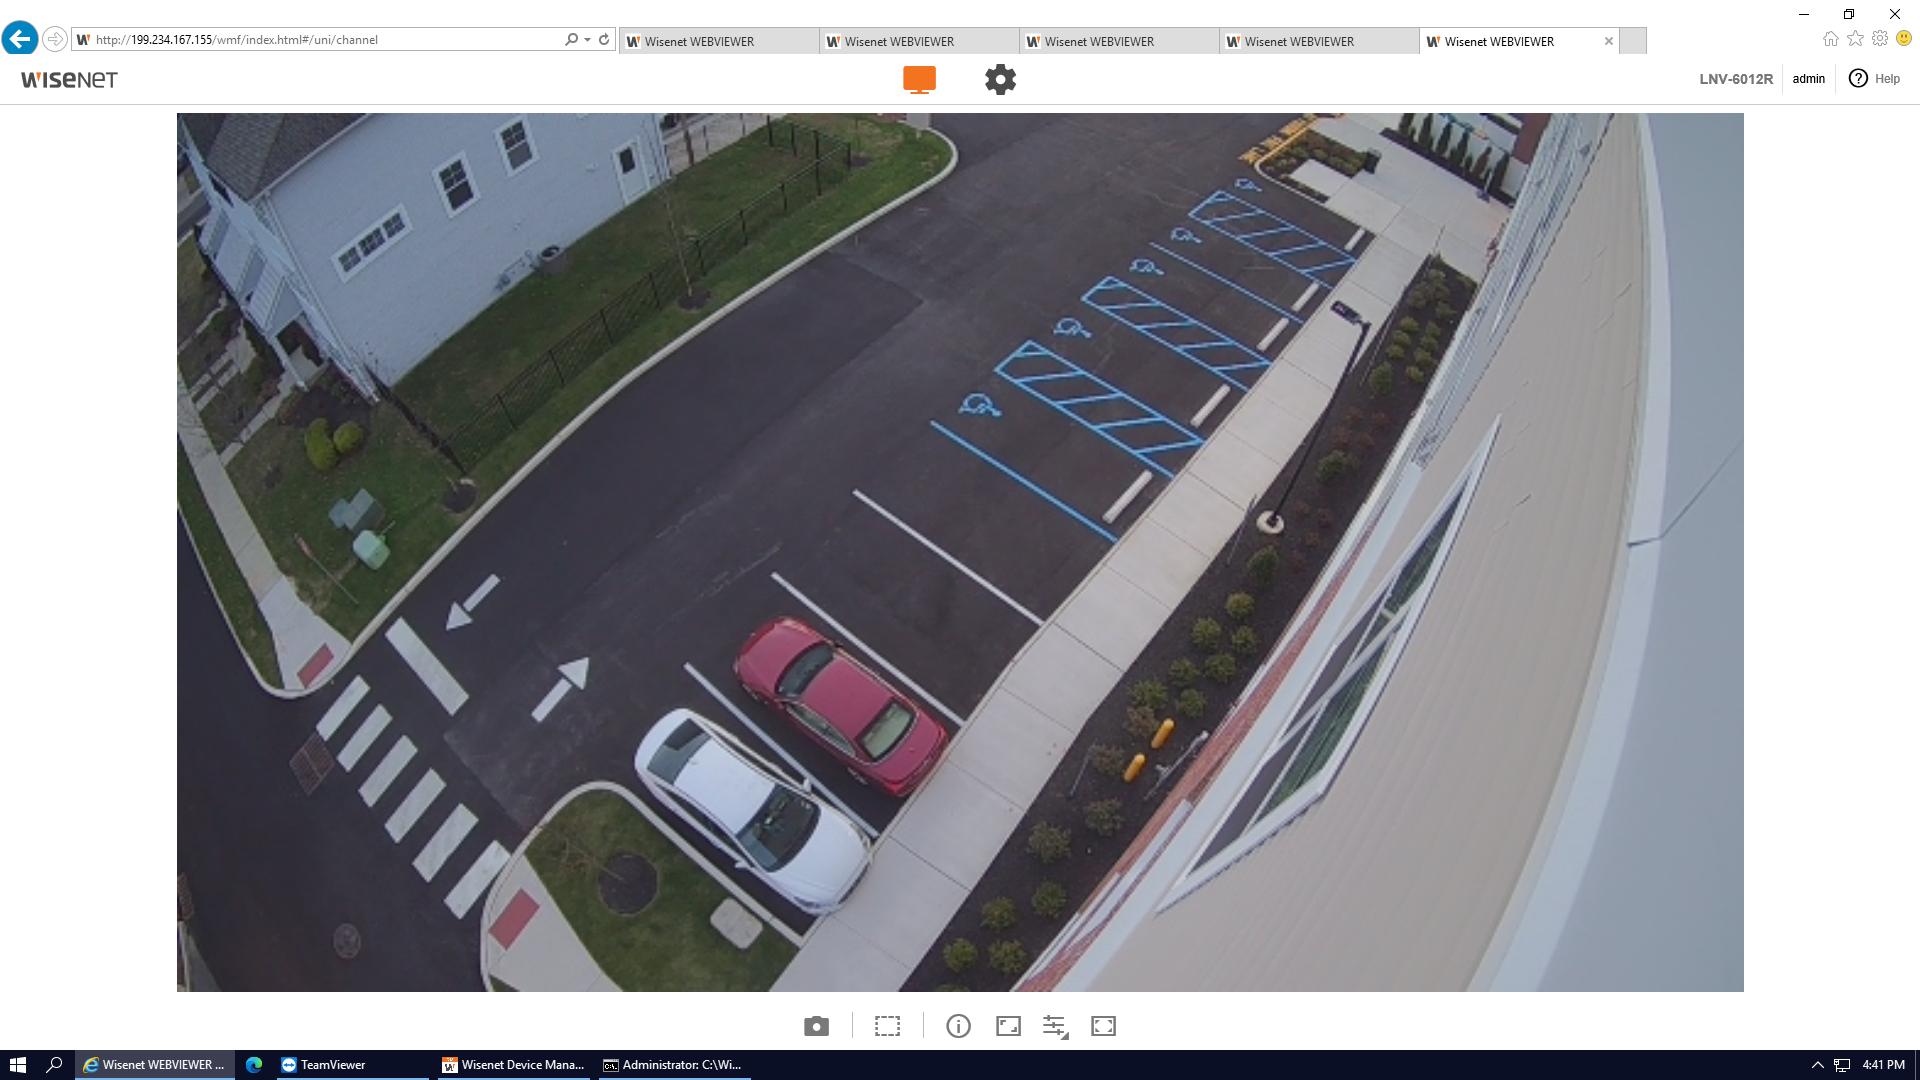 http://199.234.167.155/wmf/index.html#/uni/channel
Wisenet WEBVIEWER
Wisenet WEBVIEWER
Wisenet WEBVIEWER
Wisenet WEBVIEWER
Wisenet WEBVIEWER
WISENET
LNV-6012R
admin
Help
Wisenet WEBVIEWER ...
TeamViewer
Wisenet Device Mana...
Administrator: C:\Wi...
4:41 PM